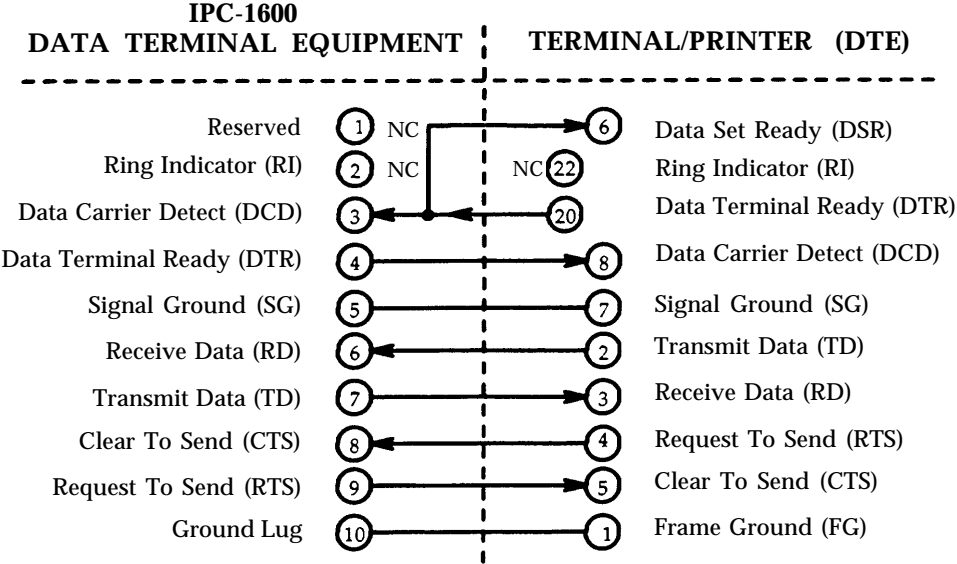 IPC-1600
DATA TERMINAL EQUIPMENT TERMINAL/PRINTER (DTE)
Reserved 1 NC 6 Data Set Ready (DSR)
Ring Indicator (RI) 2 NC NC 22 Ring Indicator (RI)
Data Carrier Detect (DCD) 3 20 Data Terminal Ready (DTR)
Data Terminal Ready (DTR) 4 8 Data Carrier Detect (DCD)
Signal Ground (SG) 5 7 Signal Ground (SG)
Receive Data (RD) 6 2 Transmit Data (TD)
Transmit Data (TD) 7 3 Receive Data (RD)
Clear To Send (CTS) 8 4 Request To Send (RTS)
Request To Send (RTS) 9 5 Clear To Send (CTS)
Ground Lug 10 1 Frame Ground (FG)